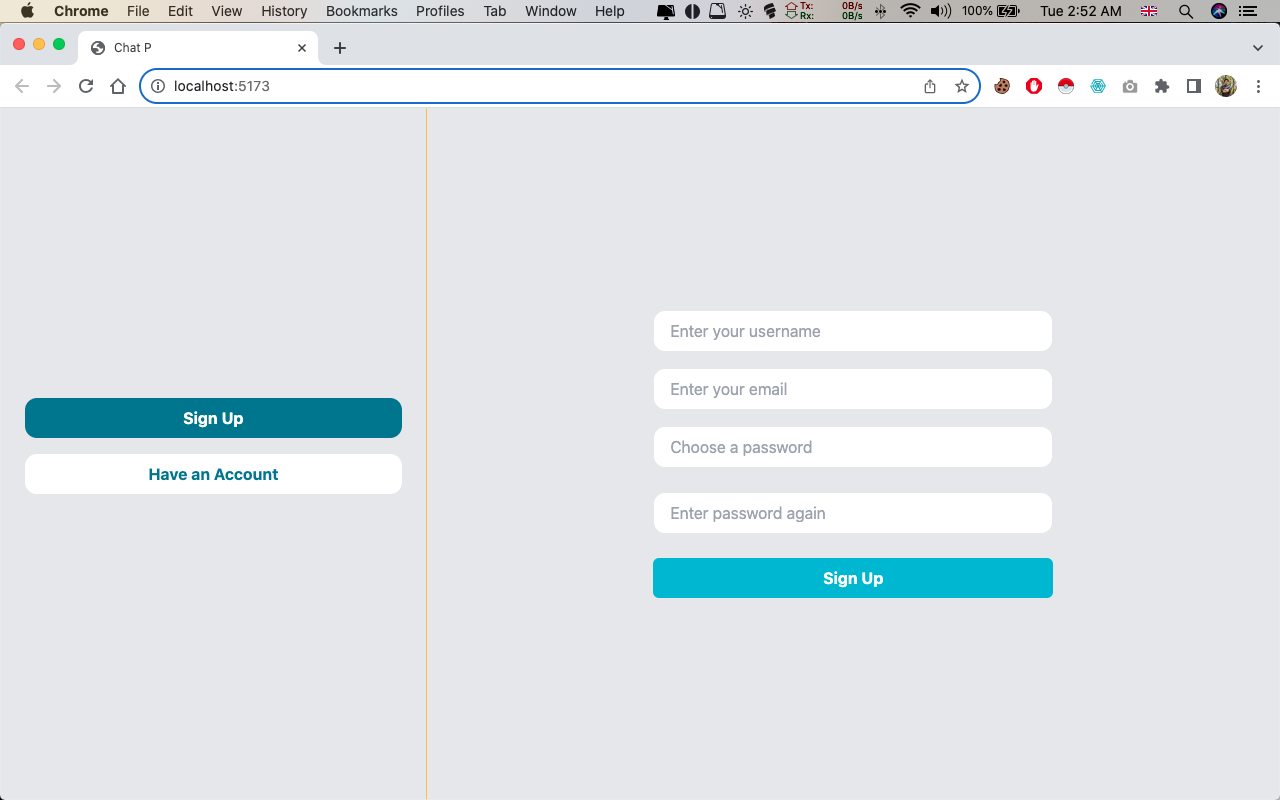 Chrome File Edit View History Bookmarks Profiles Tab Window Help Tx: 0B/s Rx: 0B/s 100% Tue 2:52 AM
Chat P
localhost:5173
Enter your username
Enter your email
Sign Up
Choose a password
Have an Account
Enter password again
Sign Up